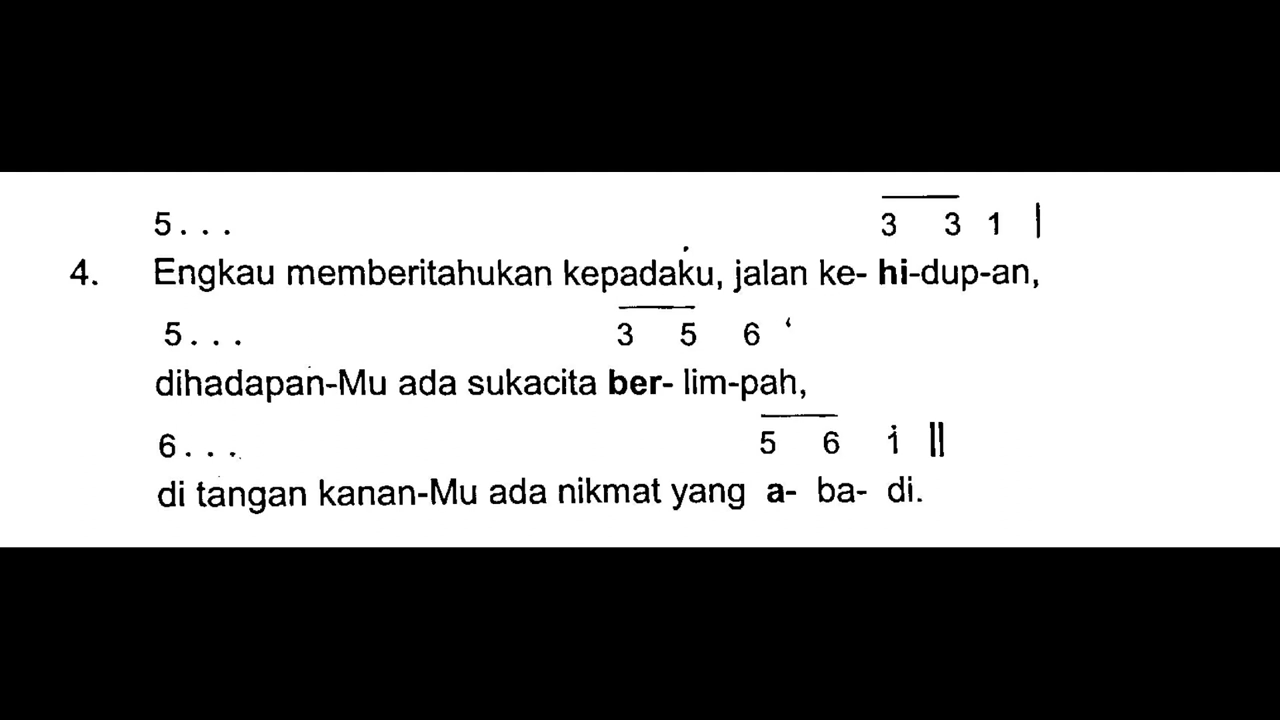 5... 3 3 1 |
4. Engkau memberitahukan kepadaku, jalan ke- hi-dup-an,
5... 3 5 6 ‘
dihadapan-Mu ada sukacita ber- lim-pah,
6... 5 6 i ||
di tangan kanan-Mu ada nikmat yang a- ba- di.